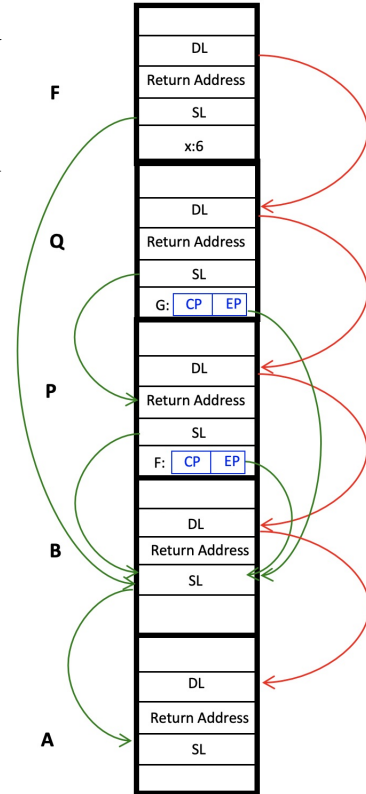 DL
F
Return Address
SL
x:6
DL
Q
Return Address
SL
G: CP EP
DL
P
Return Address
SL
F: CP EP
DL
B
Return Address
SL
DL
Return Address
A
SL